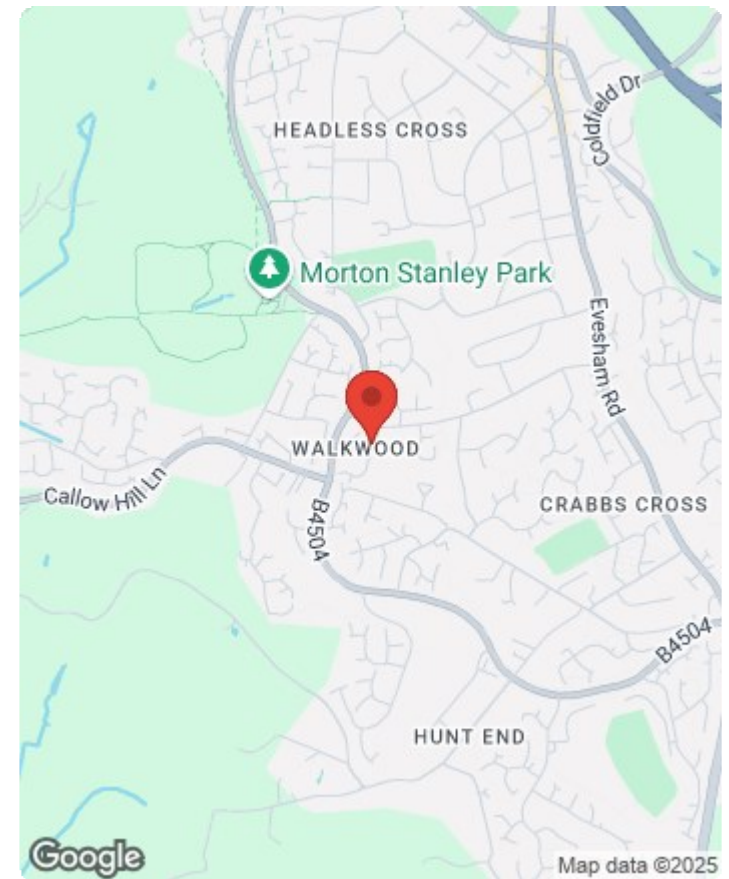 HEADLESS CROSS
Coldfield Dr
Morton Stanley Park
Evesham Rd
WALKWOOD
Callow Hill Ln
B4504
CRABBS CROSS
B4504
HUNT END
Google
Map data ©2025